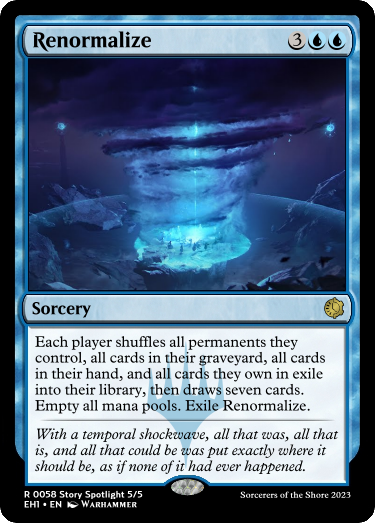 Renormalize
3
Sorcery
Each player shuffles all permanents they
control, all cards in their graveyard, all cards
in their hand, and all cards they own in exile
into their library, then draws seven cards.
Empty all mana pools. Exile Renormalize.
With a temporal shockwave, all that was, all that
is, and all that could be was put exactly where it
should be, as if none of it had ever happened.
R 0058 Story Spotlight 5/5
EH1 • EN Warhammer
Sorcerers of the Shore 2023